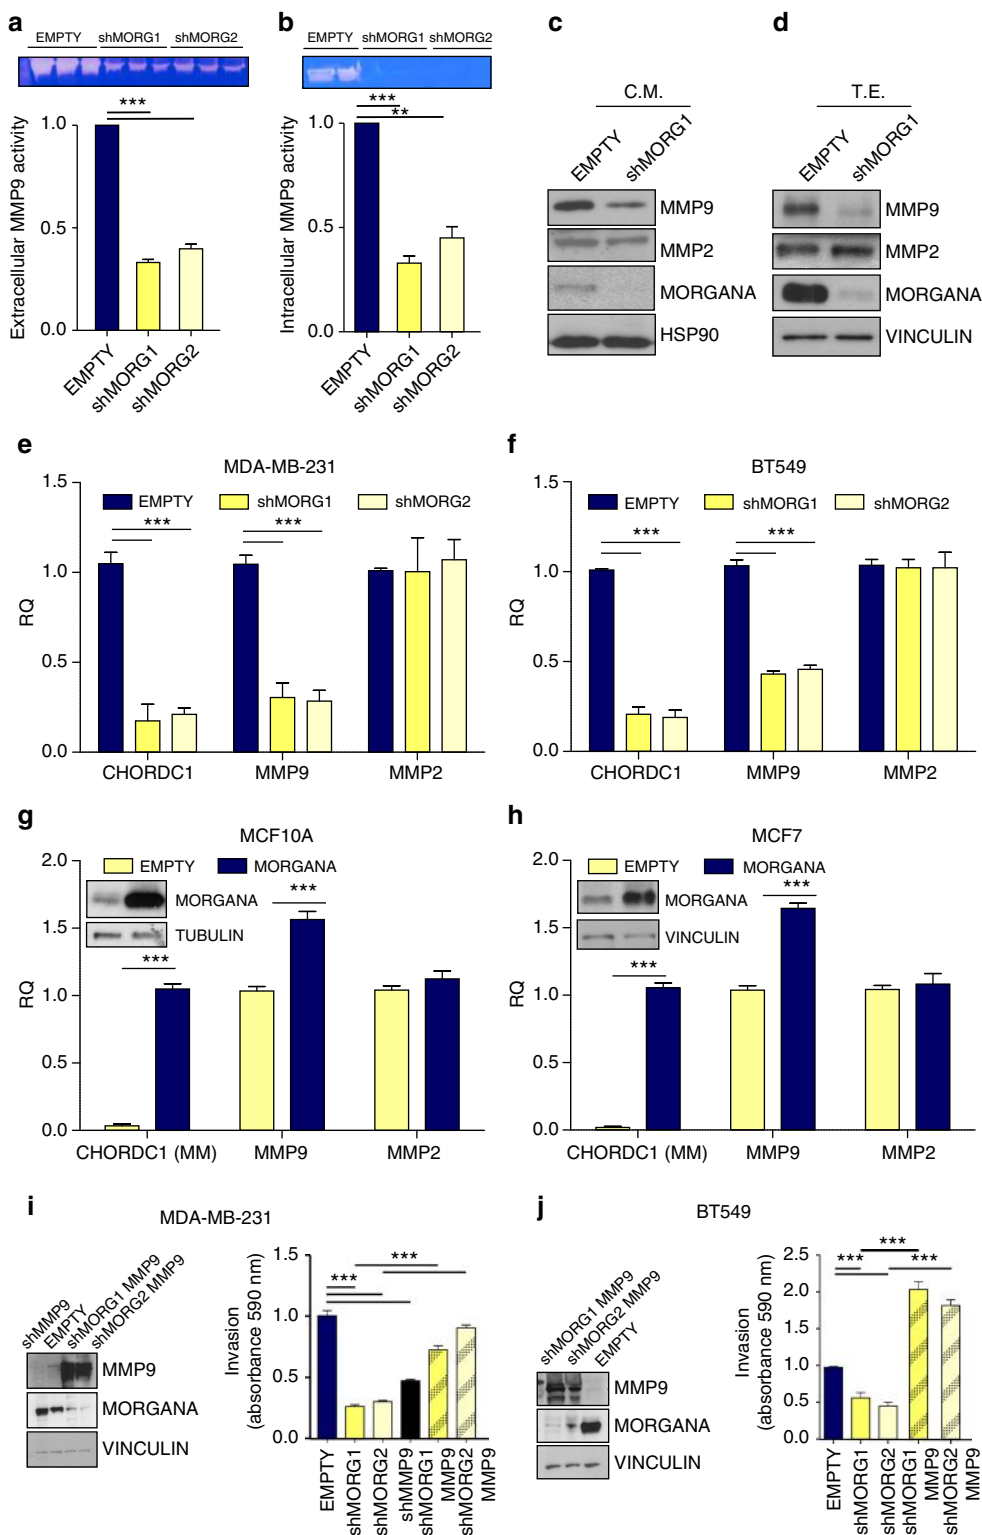 a
EMPTY shMORG1 shMORG2
***
Extracellular MMP9 activity
1.0
0.5
0.0
EMPTY
shMORG1
shMORG2
b
EMPTY shMORG1 shMORG2
***
**
Intracellular MMP9 activity
1.0
0.5
0.0
EMPTY
shMORG1
shMORG2
c
C.M.
EMPTY
shMORG1
MMP9
MMP2
MORGANA
HSP90
d
T.E.
EMPTY
shMORG1
MMP9
MMP2
MORGANA
VINCULIN
e
MDA-MB-231
EMPTY shMORG1 shMORG2
*** ***
RQ
1.5
1.0
0.5
0.0
CHORDC1 MMP9 MMP2
f
BT549
EMPTY shMORG1 shMORG2
*** ***
RQ
1.5
1.0
0.5
0.0
CHORDC1 MMP9 MMP2
g
MCF10A
EMPTY MORGANA
MORGANA
TUBULIN
***
***
RQ
2.0
1.5
1.0
0.5
0.0
CHORDC1 (MM) MMP9 MMP2
h
MCF7
EMPTY MORGANA
MORGANA
VINCULIN
***
***
RQ
2.0
1.5
1.0
0.5
0.0
CHORDC1 (MM) MMP9 MMP2
i
MDA-MB-231
shMMP9
EMPTY
shMORG1 MMP9
shMORG2 MMP9
MMP9
MORGANA
VINCULIN
Invasion
(absorbance 590 nm)
1.5
1.0
0.5
0.0
***
***
EMPTY
shMORG1
shMORG2
shMMP9
shMORG1
MMP9
shMORG2
MMP9
j
BT549
shMORG1 MMP9
shMORG2 MMP9
EMPTY
MMP9
MORGANA
VINCULIN
Invasion
(absorbance 590 nm)
2.5
2.0
1.5
1.0
0.5
0.0
***
***
***
EMPTY
shMORG1
shMORG2
shMORG1
MMP9
shMORG2
MMP9